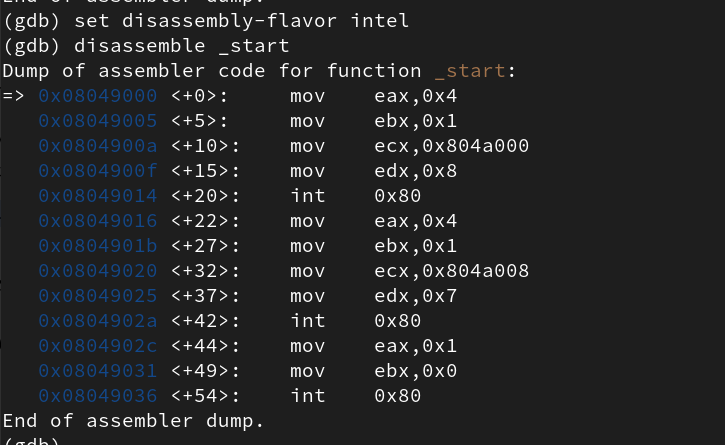 End of assembler dump.
(gdb) set disassembly-flavor intel
(gdb) disassemble _start
Dump of assembler code for function _start:
=> 0x08049000 <+0>:     mov    eax,0x4
   0x08049005 <+5>:     mov    ebx,0x1
   0x0804900a <+10>:    mov    ecx,0x804a000
   0x0804900f <+15>:    mov    edx,0x8
   0x08049014 <+20>:    int    0x80
   0x08049016 <+22>:    mov    eax,0x4
   0x0804901b <+27>:    mov    ebx,0x1
   0x08049020 <+32>:    mov    ecx,0x804a008
   0x08049025 <+37>:    mov    edx,0x7
   0x0804902a <+42>:    int    0x80
   0x0804902c <+44>:    mov    eax,0x1
   0x08049031 <+49>:    mov    ebx,0x0
   0x08049036 <+54>:    int    0x80
End of assembler dump.
(gdb)